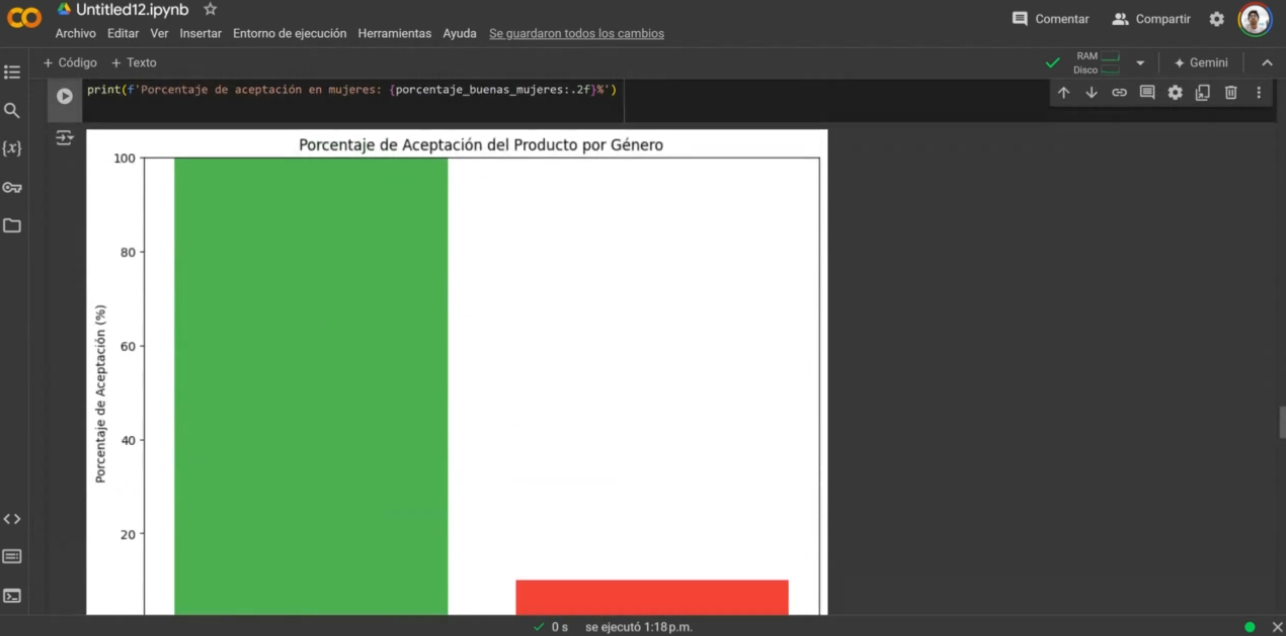 Untitled12.ipynb
Comentar
Compartir
Archivo Editar Ver Insertar Entorno de ejecución Herramientas Ayuda Se guardaron todos los cambios
+ Código + Texto
RAM
Disco
Gemini
print(f'Porcentaje de aceptación en mujeres: {porcentaje_buenas_mujeres:.2f}%')
{x}
Porcentaje de Aceptación del Producto por Género
100
80
60
40
20
Porcentaje de Aceptación (%)
0 s se ejecutó 1:18 p.m.